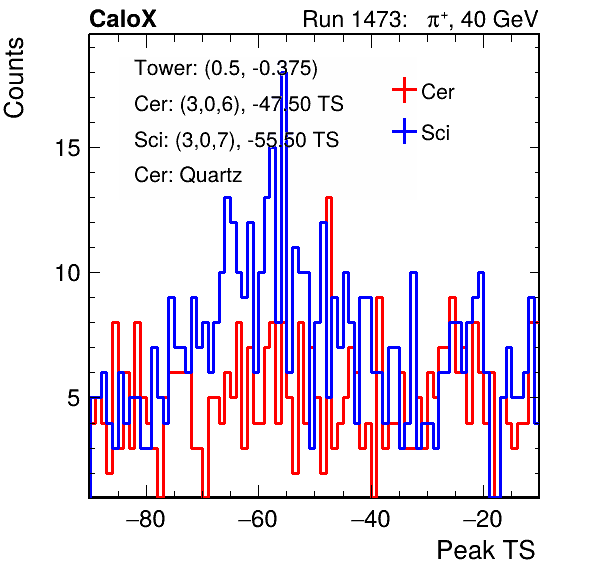 CaloX Run 1473: π⁺, 40 GeV
Counts
Tower: (0.5, -0.375)
Cer: (3,0,6), -47.50 TS
Sci: (3,0,7), -55.50 TS
Cer: Quartz
Cer
Sci
15
10
5
−80 −60 −40 −20
Peak TS